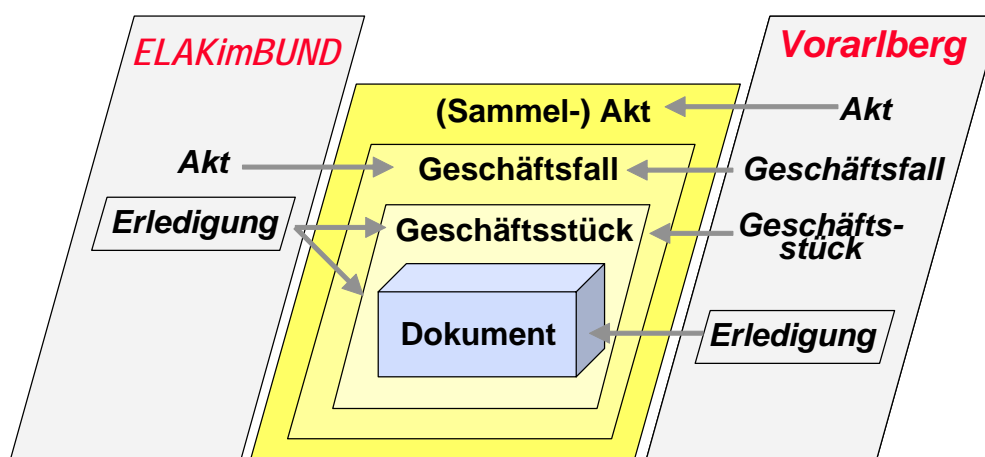 ELAKimBUND
Vorarlberg
(Sammel-) Akt
Akt
Akt
Geschäftsfall
Geschäftsfall
Erledigung
Geschäftsstück
Geschäfts-
stück
Dokument
Erledigung